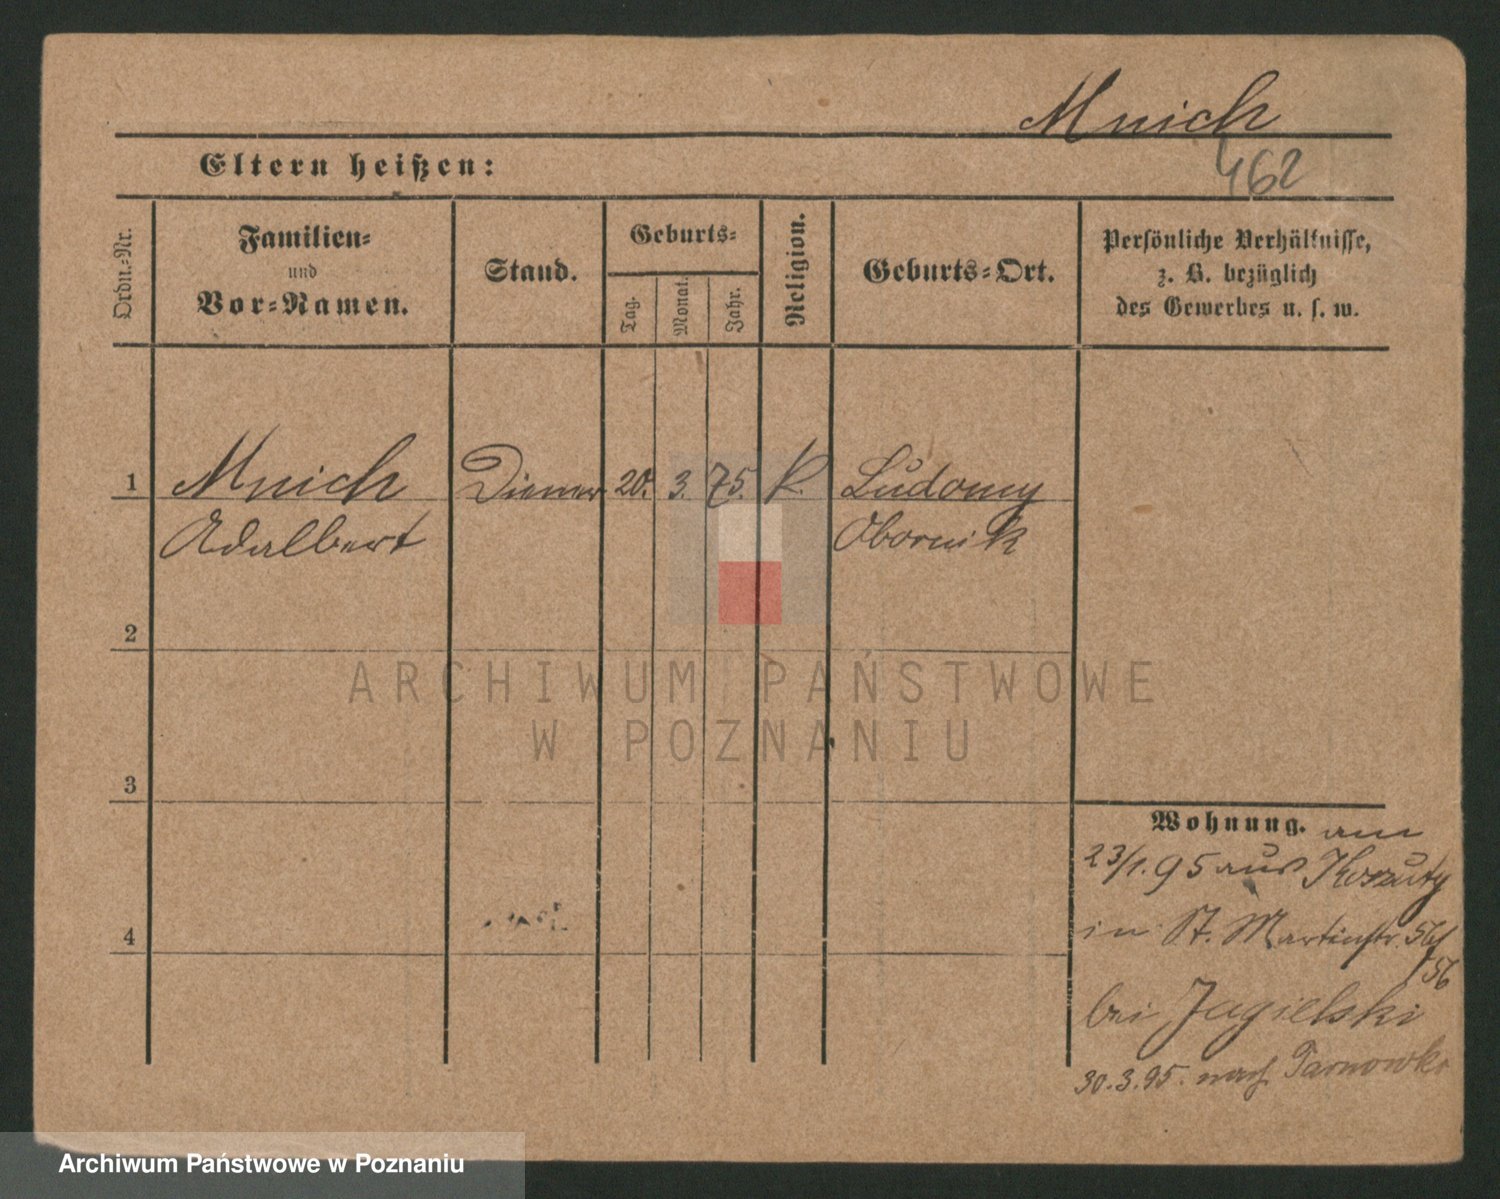 Mnich
462
Eltern heißen:
Ordn.-Nr.
Familien-
und
Vor-Namen.
Stand.
Geburts-
Tag.
Monat.
Jahr.
Religion.
Geburts-Ort.
Persönliche Verhältnisse,
z. B. bezüglich
des Gewerbes u. s. w.
1 Mnich Diener 20. 3. 75. K. Ludomy
Adalbert Obornik
2
ARCHIWUM PAŃSTWOWE
W POZNANIU
3
Wohnung. am
23/1.95 aus Koszuty
in St. Martinstr. 56/
56
4
bei Jagielski
30.3.95. nach Tarnowko
Archiwum Państwowe w Poznaniu